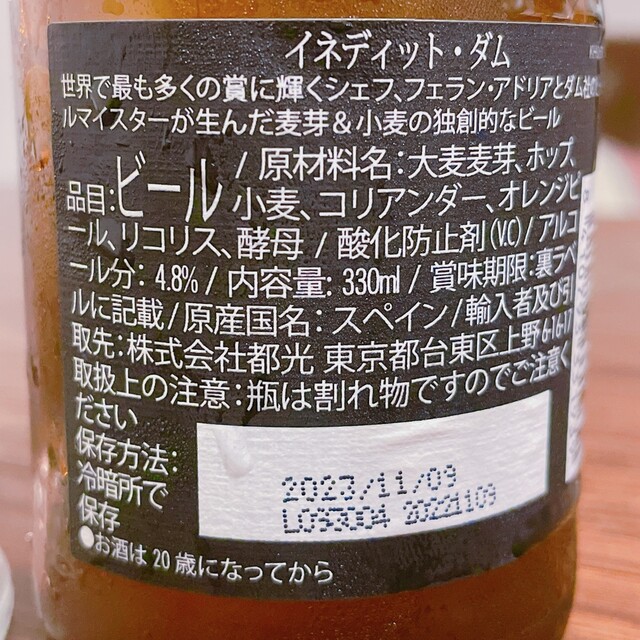 イネディット・ダム
世界で最も多くの賞に輝くシェフ、フェラン・アドリアとダム社の
ルマイスターが生んだ麦芽＆小麦の独創的なビール
品目:ビール / 原材料名:大麦麦芽、ホップ、
小麦、コリアンダー、オレンジピ
ール、リコリス、酵母 / 酸化防止剤(V.C) / アルコ
ール分: 4.8% / 内容量: 330ml / 賞味期限:裏ラベ
ルに記載/原産国名:スペイン/輸入者及び引
取先:株式会社都光 東京都台東区上野6-16-17
取扱上の注意:瓶は割れ物ですのでご注意く
ださい
保存方法:
冷暗所で
保存
2023/11/09
20221109
●お酒は20歳になってから